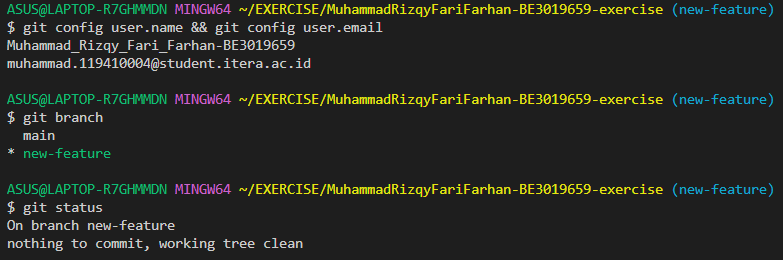 ASUS@LAPTOP-R7GHMMDN MINGW64 ~/EXERCISE/MuhammadRizqyFariFarhan-BE3019659-exercise (new-feature)
$ git config user.name && git config user.email
Muhammad_Rizqy_Fari_Farhan-BE3019659
muhammad.119410004@student.itera.ac.id
ASUS@LAPTOP-R7GHMMDN MINGW64 ~/EXERCISE/MuhammadRizqyFariFarhan-BE3019659-exercise (new-feature)
$ git branch
  main
* new-feature
ASUS@LAPTOP-R7GHMMDN MINGW64 ~/EXERCISE/MuhammadRizqyFariFarhan-BE3019659-exercise (new-feature)
$ git status
On branch new-feature
nothing to commit, working tree clean